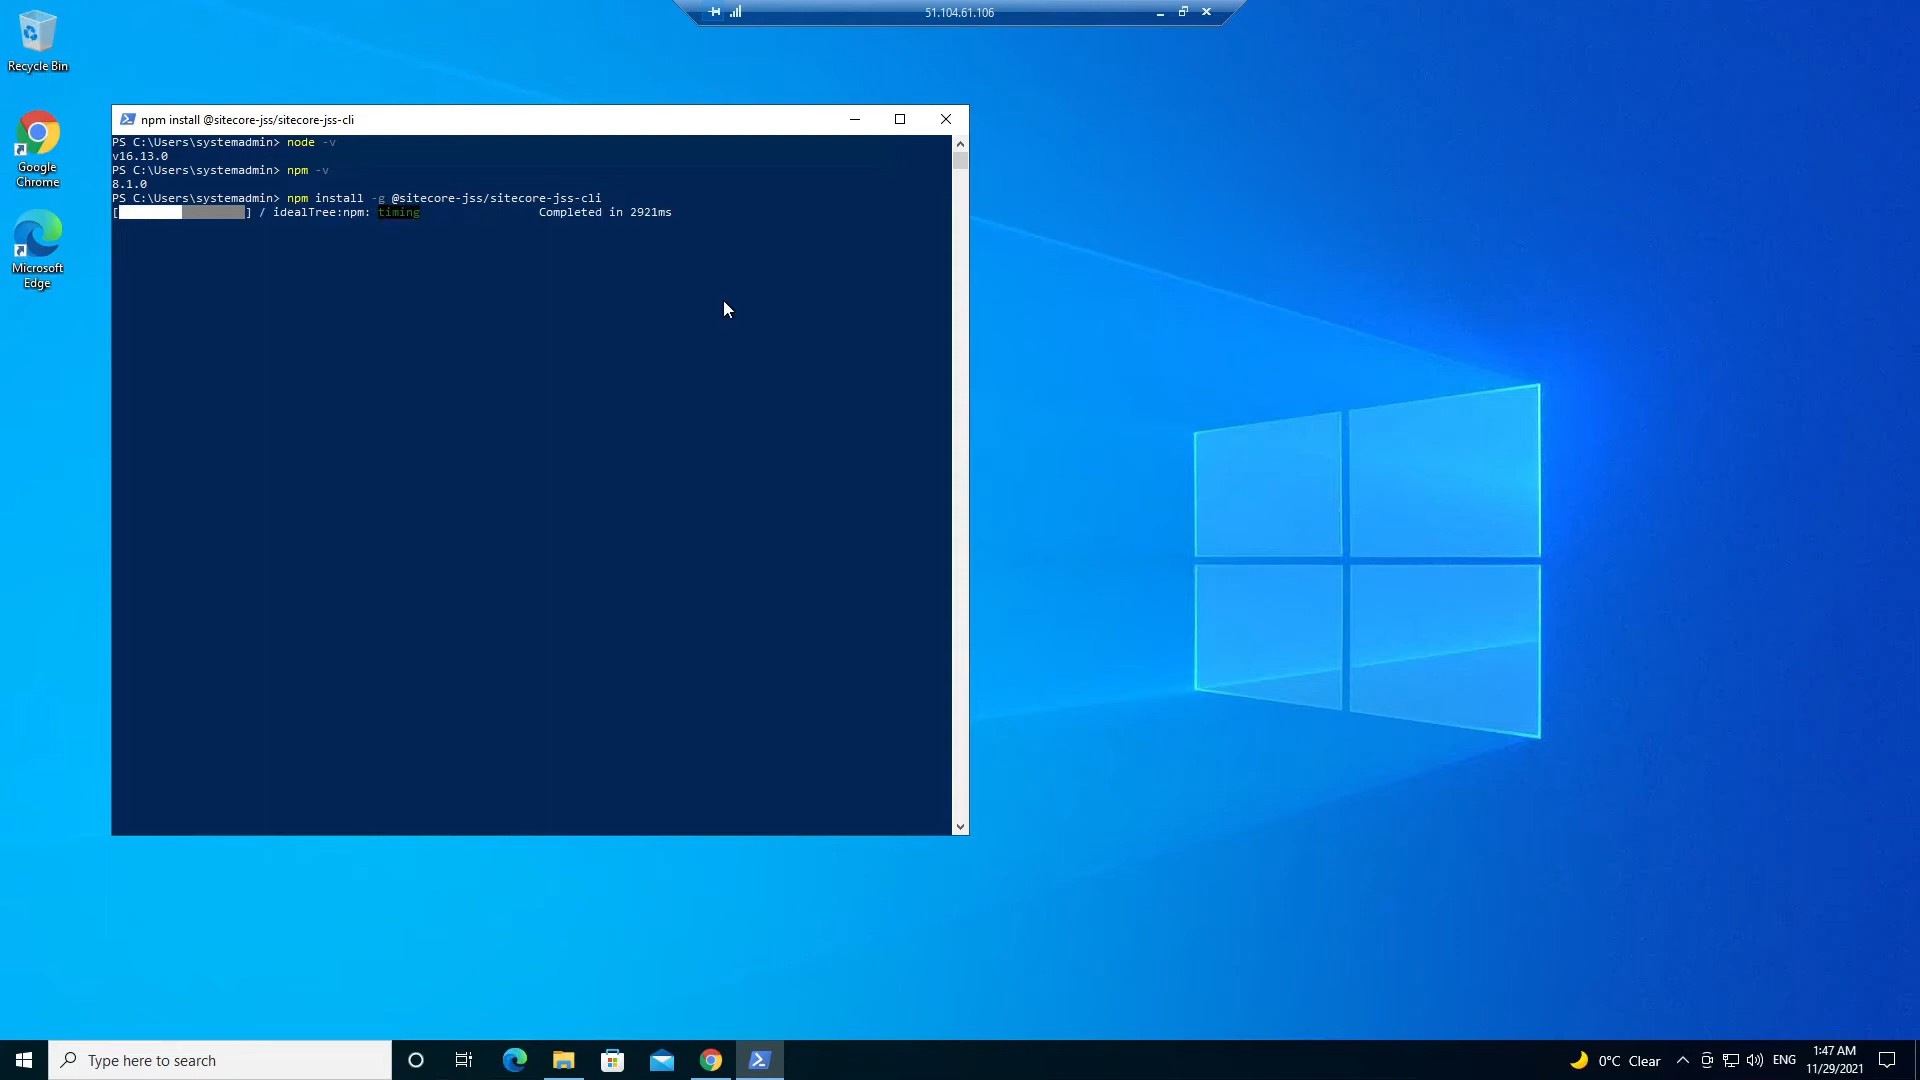 51.104.61.106
Recycle Bin
Google
Chrome
Microsoft
Edge
npm install @sitecore-jss/sitecore-jss-cli
PS C:\Users\systemadmin> node -v
v16.13.0
PS C:\Users\systemadmin> npm -v
8.1.0
PS C:\Users\systemadmin> npm install -g @sitecore-jss/sitecore-jss-cli
[ ] / idealTree:npm: timing Completed in 2921ms
Type here to search
0°C Clear
ENG
1:47 AM
11/29/2021